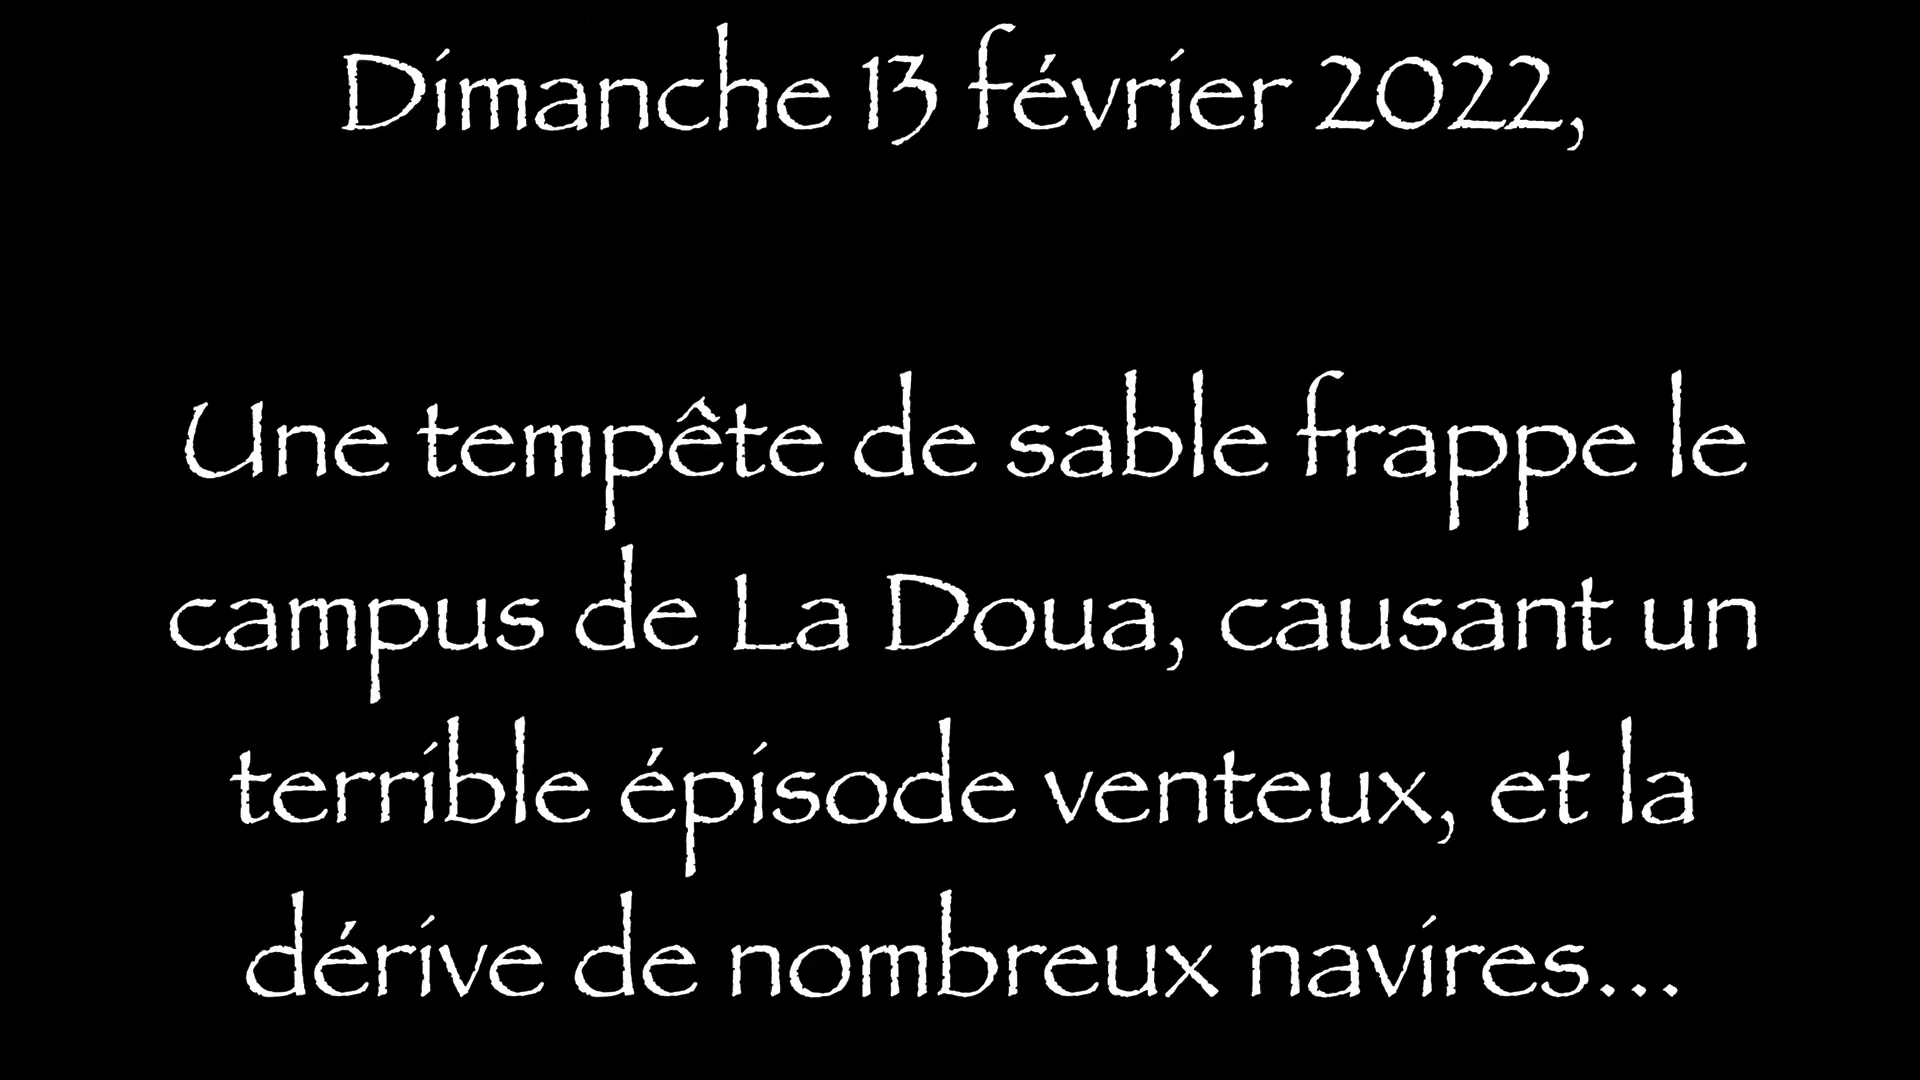 Dimanche 13 février 2022,
Une tempête de sable frappe le
campus de La Doua, causant un
terrible épisode venteux, et la
dérive de nombreux navires...